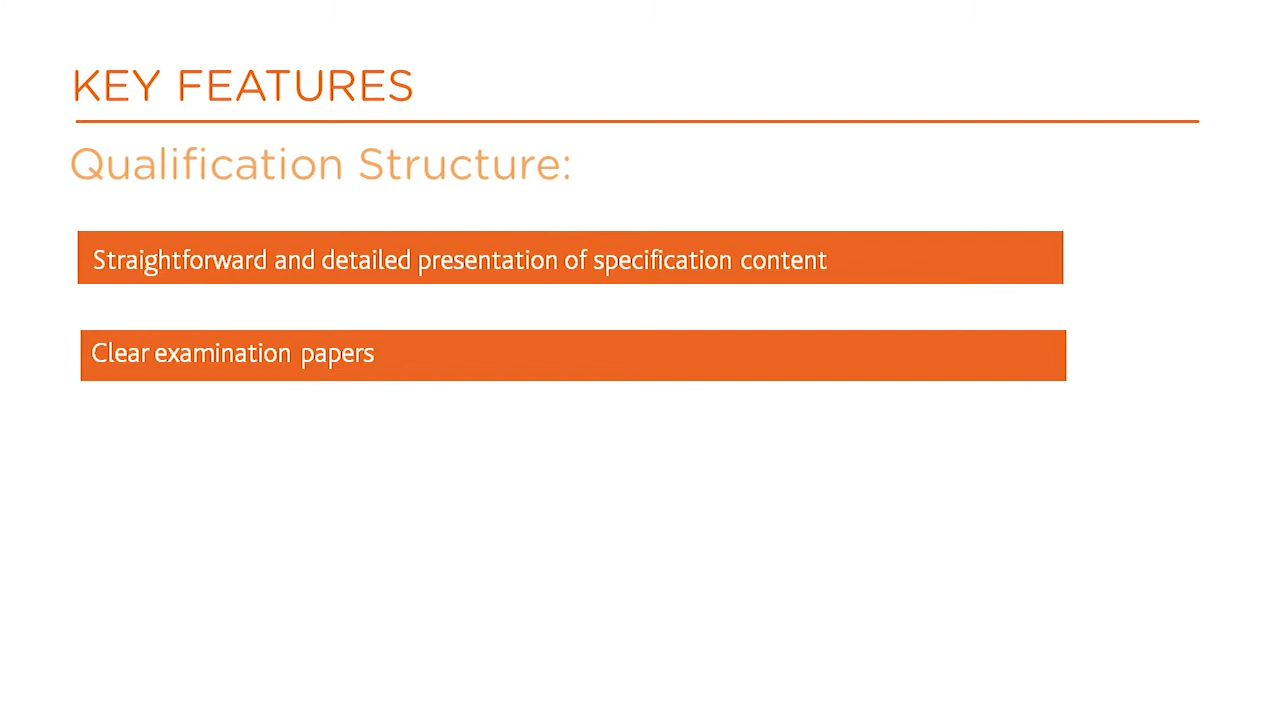 KEY FEATURES
Qualification Structure:
Straightforward and detailed presentation of specification content
Clear examination papers